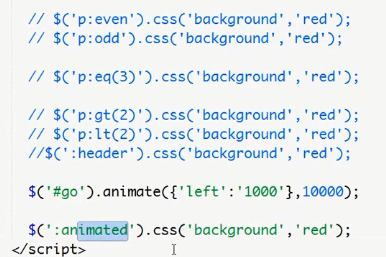 // $('p:even').css('background','red');
// $('p:odd').css('background','red');
// $('p:eq(3)').css('background','red');
// $('p:gt(2)').css('background','red');
// $('p:lt(2)').css('background','red');
//$(':header').css('background','red');
$('#go').animate({'left':'1000'},10000);
$(':animated').css('background','red');
</script>